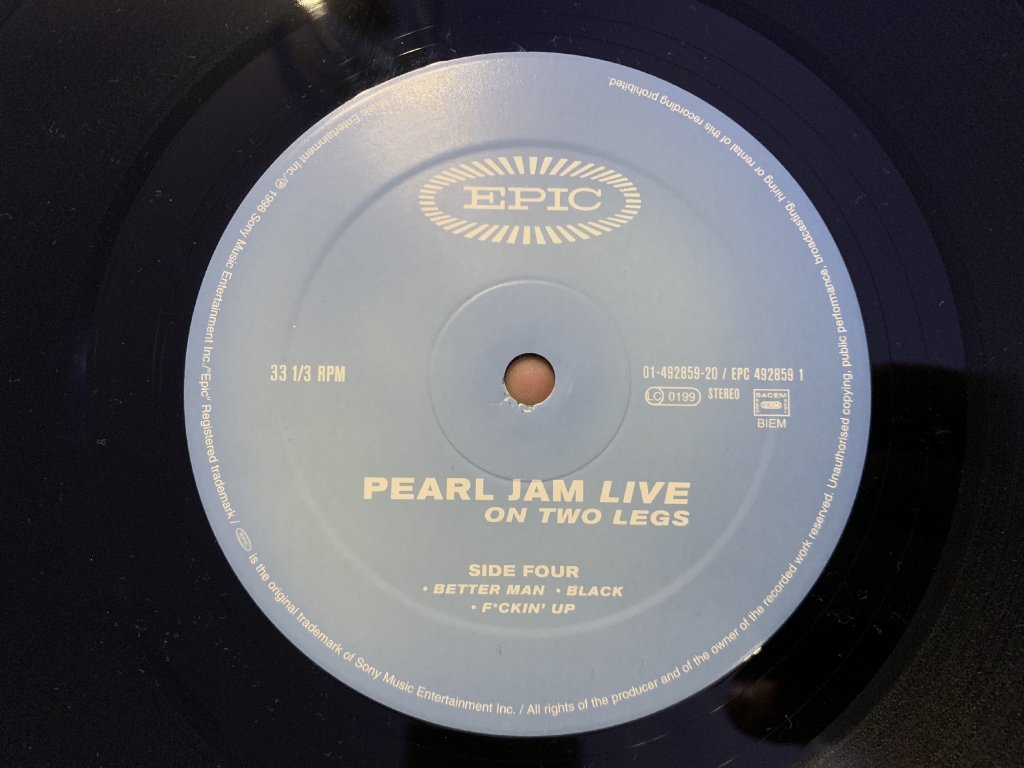 EPIC
33 1/3 RPM
01-492859-20 / EPC 492859 1
LC 0199
STEREO
SACEM
BIEM
PEARL JAM LIVE
ON TWO LEGS
SIDE FOUR
• BETTER MAN • BLACK
• F*CKIN' UP
Music Entertainment Inc./℗ 1998 Sony Music Entertainment Inc./"Epic" Registered trademark / EPIC is the original trademark of Sony Music Entertainment Inc. / All rights of the producer and of the owner of the recorded work reserved. Unauthorised copying, public performance, broadcasting, hiring or rental of this recording prohibited.